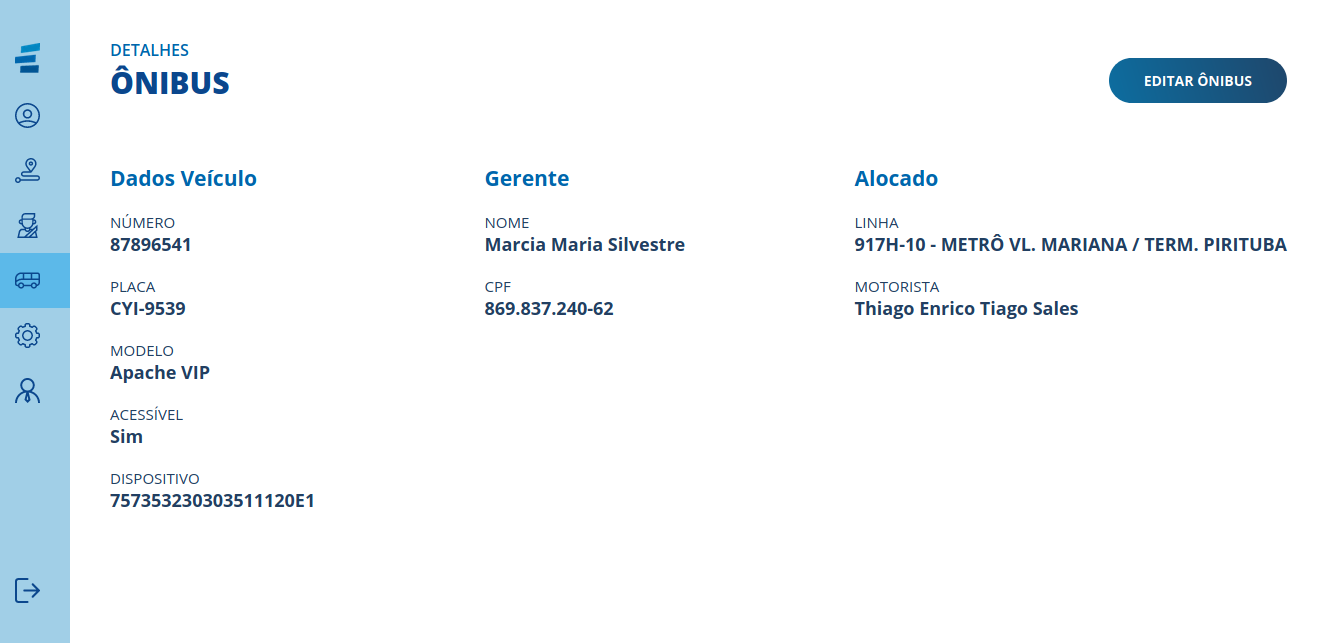 DETALHES
ÔNIBUS
EDITAR ÔNIBUS
Dados Veículo
NÚMERO
87896541
PLACA
CYI-9539
MODELO
Apache VIP
ACESSÍVEL
Sim
DISPOSITIVO
757353230303511120E1
Gerente
NOME
Marcia Maria Silvestre
CPF
869.837.240-62
Alocado
LINHA
917H-10 - METRÔ VL. MARIANA / TERM. PIRITUBA
MOTORISTA
Thiago Enrico Tiago Sales